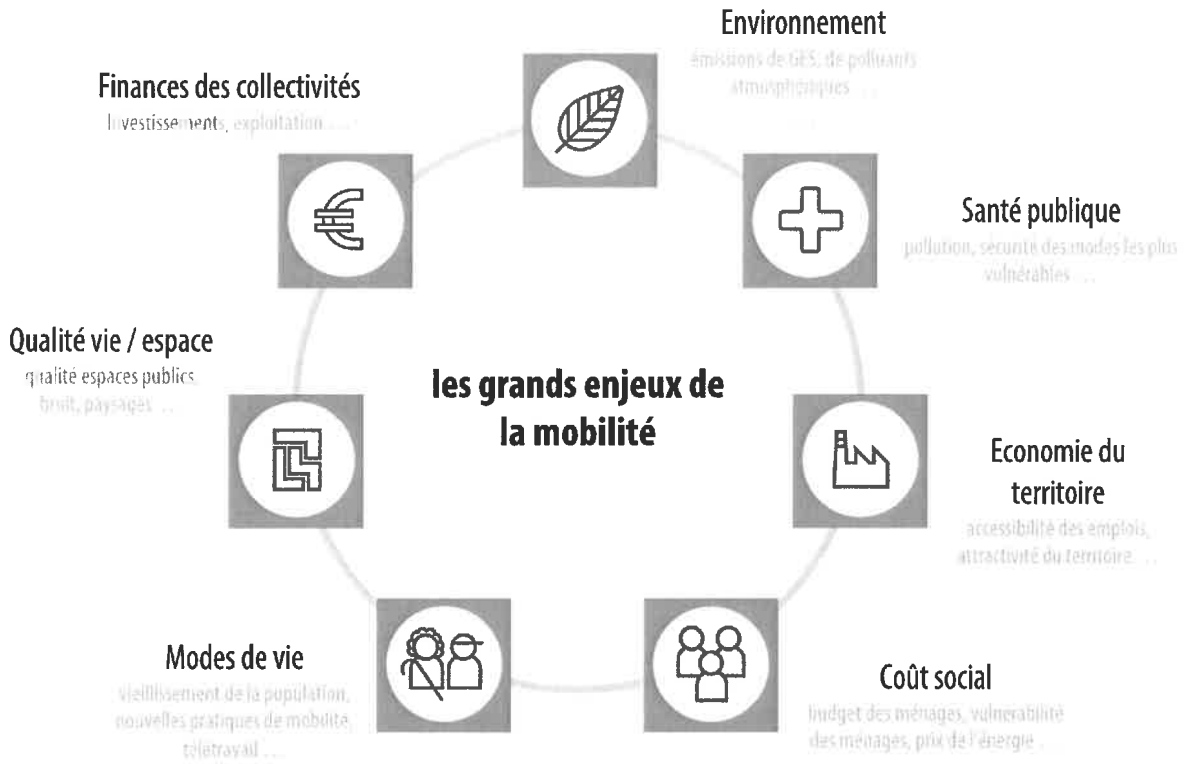 Environnement
émissions de GES, de polluants
atmosphériques ...
Finances des collectivités
Investissements, exploitation ...
Santé publique
pollution, sécurité des modes les plus
vulnérables ...
Qualité vie / espace
qualité espaces publics,
bruit, paysages ...
les grands enjeux de
la mobilité
Economie du
territoire
accessibilité des emplois,
attractivité du territoire ...
Modes de vie
vieillissement de la population,
nouvelles pratiques de mobilité,
télétravail ...
Coût social
budget des ménages, vulnérabilité
des ménages, prix de l'énergie ...